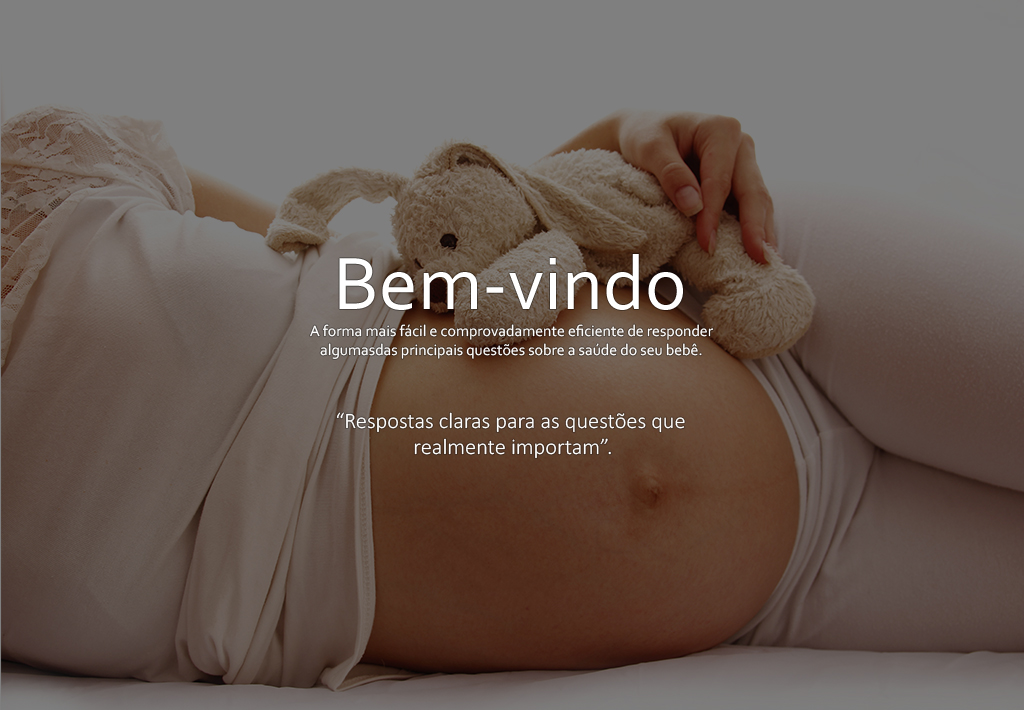 Bem-vindo
A forma mais fácil e comprovadamente eficiente de responder
algumasdas principais questões sobre a saúde do seu bebê.
“Respostas claras para as questões que
realmente importam”.